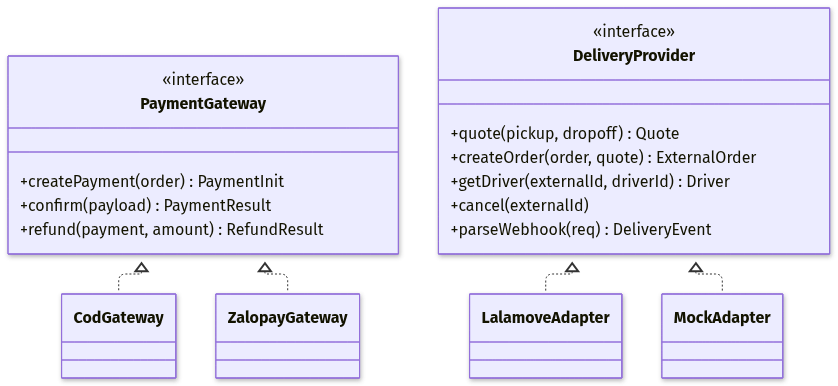 «interface»
PaymentGateway
+createPayment(order) : PaymentInit
+confirm(payload) : PaymentResult
+refund(payment, amount) : RefundResult
CodGateway
ZalopayGateway
«interface»
DeliveryProvider
+quote(pickup, dropoff) : Quote
+createOrder(order, quote) : ExternalOrder
+getDriver(externalId, driverId) : Driver
+cancel(externalId)
+parseWebhook(req) : DeliveryEvent
LalamoveAdapter
MockAdapter